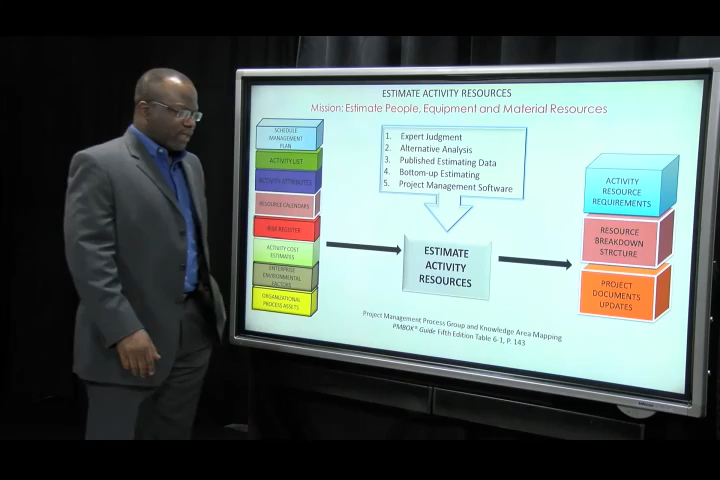 ESTIMATE ACTIVITY RESOURCES
Mission: Estimate People, Equipment and Material Resources
SCHEDULE
MANAGEMENT
PLAN
ACTIVITY LIST
ACTIVITY ATTRIBUTES
RESOURCE CALENDARS
RISK REGISTER
ACTIVITY COST
ESTIMATES
ENTERPRISE
ENVIRONMENTAL
FACTORS
ORGANIZATIONAL
PROCESS ASSETS
1. Expert Judgment
2. Alternative Analysis
3. Published Estimating Data
4. Bottom-up Estimating
5. Project Management Software
ESTIMATE
ACTIVITY
RESOURCES
ACTIVITY
RESOURCE
REQUIREMENTS
RESOURCE
BREAKDOWN
STRCTURE
PROJECT
DOCUMENTS
UPDATES
Project Management Process Group and Knowledge Area Mapping
PMBOK® Guide Fifth Edition Table 6-1, P. 143